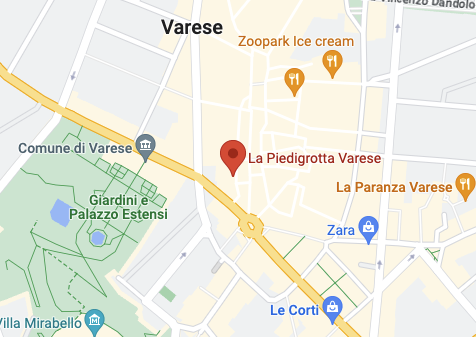 Vincenzo Dandolo
Varese
Zoopark Ice cream
Comune di Varese
La Piedigrotta Varese
La Paranza Varese
Giardini e
Palazzo Estensi
Zara
Le Corti
Villa Mirabello